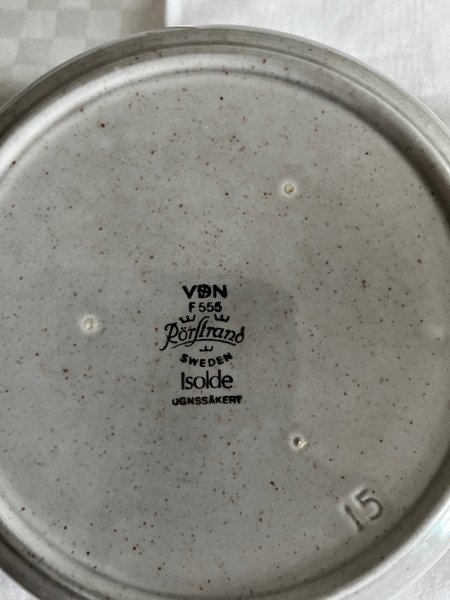 VDN
F 555
Rörstrand
SWEDEN
Isolde
UGNSSÄKERT
15